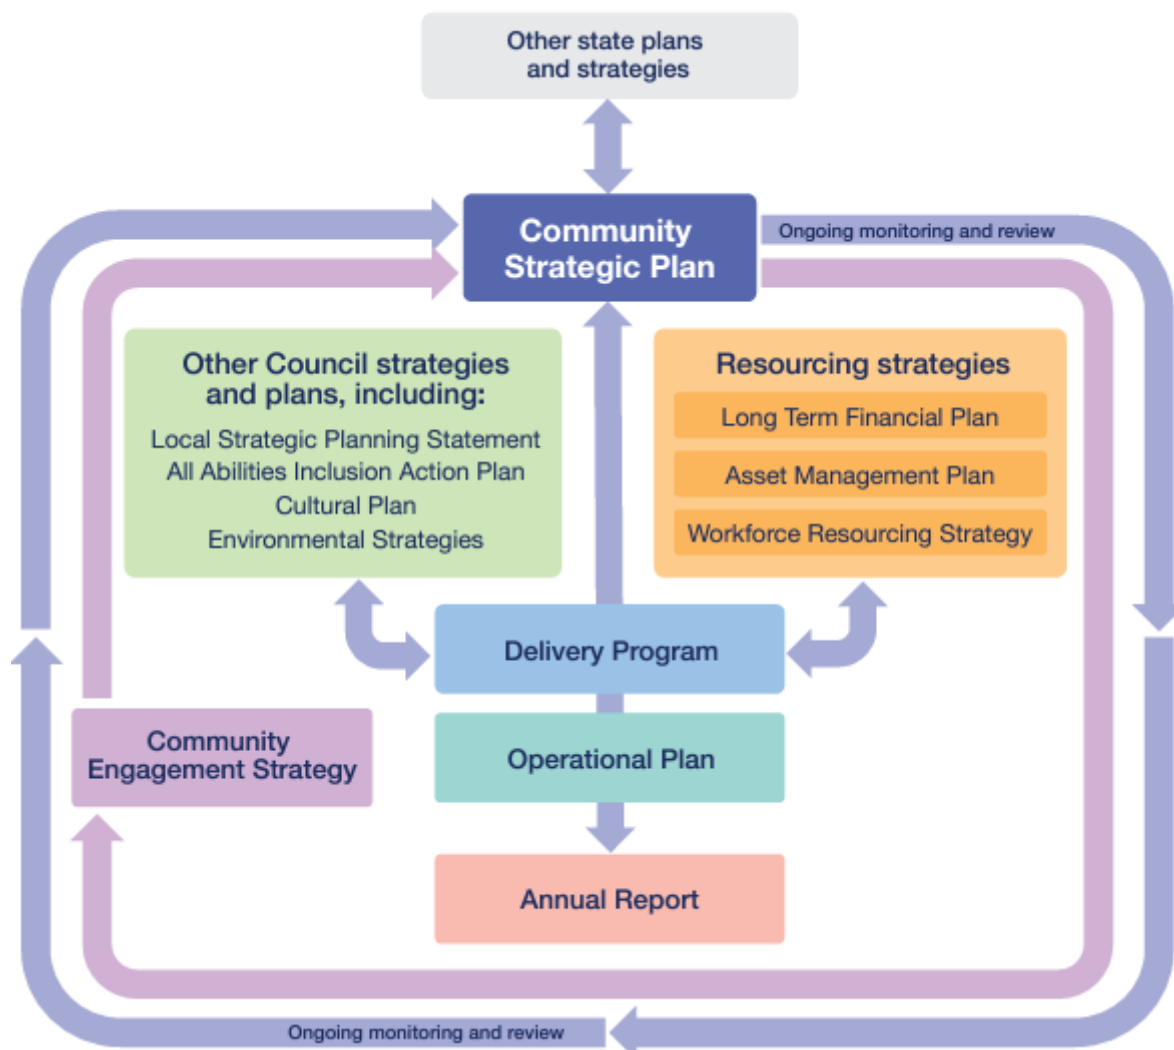 Other state plans
and strategies
Community
Strategic Plan
Ongoing monitoring and review
Other Council strategies
and plans, including:
Local Strategic Planning Statement
All Abilities Inclusion Action Plan
Cultural Plan
Environmental Strategies
Resourcing strategies
Long Term Financial Plan
Asset Management Plan
Workforce Resourcing Strategy
Delivery Program
Community
Engagement Strategy
Operational Plan
Annual Report
Ongoing monitoring and review